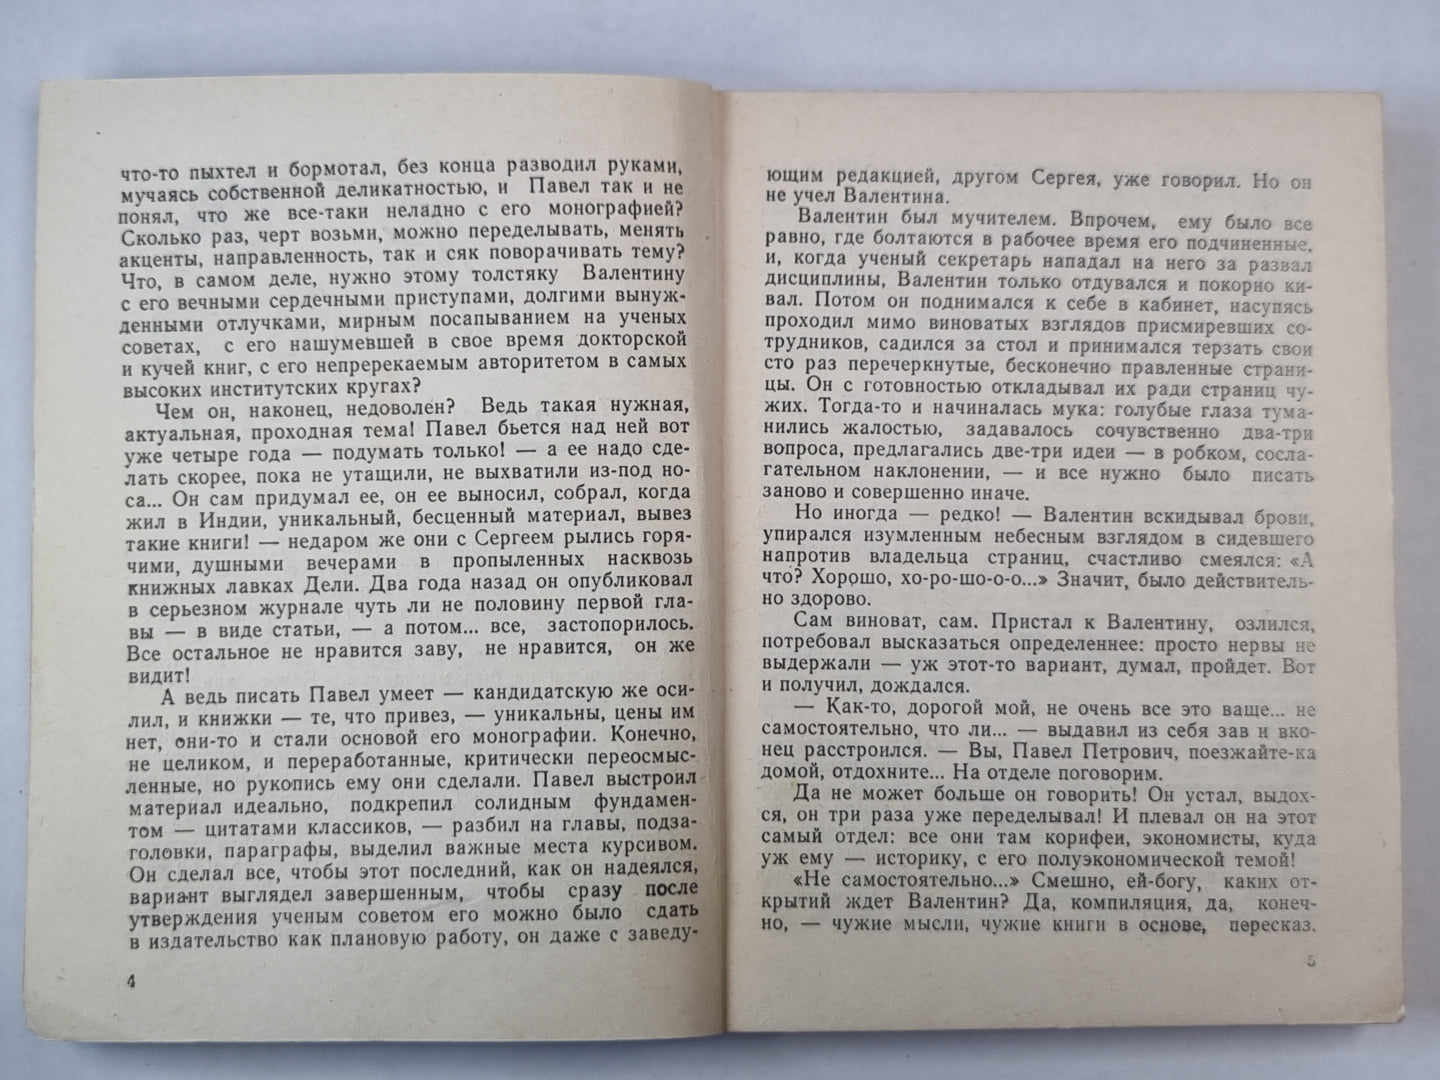 что-то пыхтел и бормотал, без конца разводил руками,
мучаясь собственной деликатностью, и Павел так и не
понял, что же все-таки неладно с его монографией?
Сколько раз, черт возьми, можно переделывать, менять
акценты, направленность, так и сяк поворачивать тему?
Что, в самом деле, нужно этому толстяку Валентину
с его вечными сердечными приступами, долгими вынуж-
денными отлучками, мирным посапыванием на ученых
советах, с его нашумевшей в свое время докторской
и кучей книг, с его непререкаемым авторитетом в самых
высоких институтских кругах?
Чем он, наконец, недоволен? Ведь такая нужная,
актуальная, проходная тема! Павел бьется над ней вот
уже четыре года — подумать только! — а ее надо сде-
лать скорее, пока не утащили, не выхватили из-под но-
са... Он сам придумал ее, он ее выносил, собрал, когда
жил в Индии, уникальный, бесценный материал, вывез
такие книги! — недаром же они с Сергеем рылись горя-
чими, душными вечерами в пропыленных насквозь
книжных лавках Дели. Два года назад он опубликовал
в серьезном журнале чуть ли не половину первой гла-
вы — в виде статьи, — а потом... все, застопорилось.
Все остальное не нравится заву, не нравится, он же
видит!
А ведь писать Павел умеет — кандидатскую же оси-
лил, и книжки — те, что привез, — уникальны, цены им
нет, они-то и стали основой его монографии. Конечно,
не целиком, и переработанные, критически переосмыс-
ленные, но рукопись ему они сделали. Павел выстроил
материал идеально, подкрепил солидным фундамен-
том — цитатами классиков, — разбил на главы, подза-
головки, параграфы, выделил важные места курсивом.
Он сделал все, чтобы этот последний, как он надеялся,
вариант выглядел завершенным, чтобы сразу после
утверждения ученым советом его можно было сдать
в издательство как плановую работу, он даже с заведу-
4
ющим редакцией, другом Сергея, уже говорил. Но он
не учел Валентина.
Валентин был мучителем. Впрочем, ему было все
равно, где болтаются в рабочее время его подчиненные,
и, когда ученый секретарь нападал на него за развал
дисциплины, Валентин только отдувался и покорно ки-
вал. Потом он поднимался к себе в кабинет, насупясь
проходил мимо виноватых взглядов присмиревших со-
трудников, садился за стол и принимался терзать свои
сто раз перечеркнутые, бесконечно правленные страни-
цы. Он с готовностью откладывал их ради страниц чу-
жих. Тогда-то и начиналась мука: голубые глаза тума-
нились жалостью, задавалось сочувственно два-три
вопроса, предлагались две-три идеи — в робком, сосла-
гательном наклонении, — и все нужно было писать
заново и совершенно иначе.
Но иногда — редко! — Валентин вскидывал брови,
упирался изумленным небесным взглядом в сидевшего
напротив владельца страниц, счастливо смеялся: «А
что? Хорошо, хо-ро-шо-о-о...» Значит, было действитель-
но здорово.
Сам виноват, сам. Пристал к Валентину, озлился,
потребовал высказаться определеннее: просто нервы не
выдержали — уж этот-то вариант, думал, пройдет. Вот
и получил, дождался.
— Как-то, дорогой мой, не очень все это ваше... не
самостоятельно, что ли... — выдавил из себя зав и вко-
нец расстроился. — Вы, Павел Петрович, поезжайте-ка
домой, отдохните... На отделе поговорим.
Да не может больше он говорить! Он устал, выдох-
ся, он три раза уже переделывал! И плевал он на этот
самый отдел: все они там корифеи, экономисты, куда
уж ему — историку, с его полуэкономической темой!
«Не самостоятельно...» Смешно, ей-богу, каких от-
крытий ждет Валентин? Да, компиляция, да, конеч-
но, — чужие мысли, чужие книги в основе, пересказ.
5